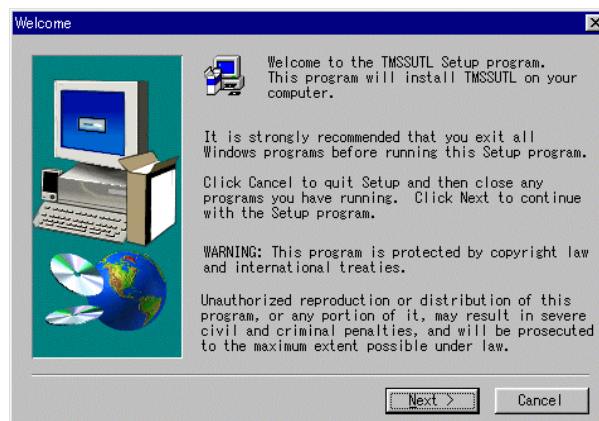 Welcome
Welcome to the TMSSUTL Setup program.
This program will install TMSSUTL on your
computer.
It is strongly recommended that you exit all
Windows programs before running this Setup program.
Click Cancel to quit Setup and then close any
programs you have running. Click Next to continue
with the Setup program.
WARNING: This program is protected by copyright law
and international treaties.
Unauthorized reproduction or distribution of this
program, or any portion of it, may result in severe
civil and criminal penalties, and will be prosecuted
to the maximum extent possible under law.
Next >
Cancel